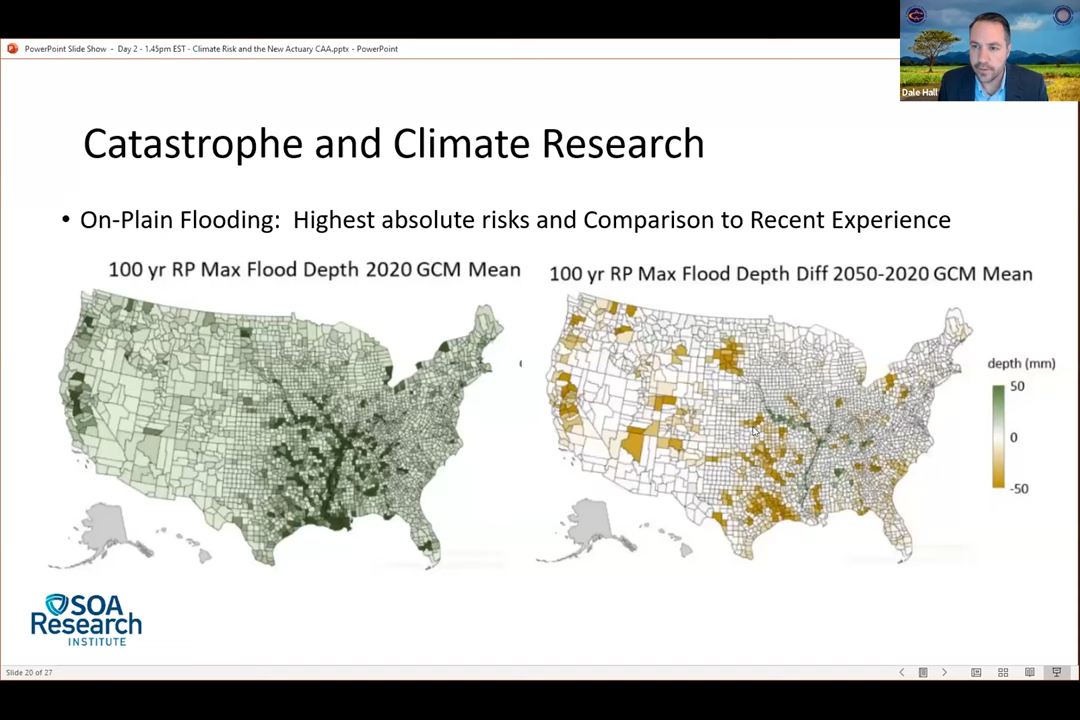 PowerPoint Slide Show - Day 2 - 1.45pm EST - Climate Risk and the New Actuary CAA.pptx - PowerPoint
Dale Hall
Catastrophe and Climate Research
• On-Plain Flooding: Highest absolute risks and Comparison to Recent Experience
100 yr RP Max Flood Depth 2020 GCM Mean
100 yr RP Max Flood Depth Diff 2050-2020 GCM Mean
depth (mm)
50
0
-50
SOA
Research
INSTITUTE
Slide 20 of 27